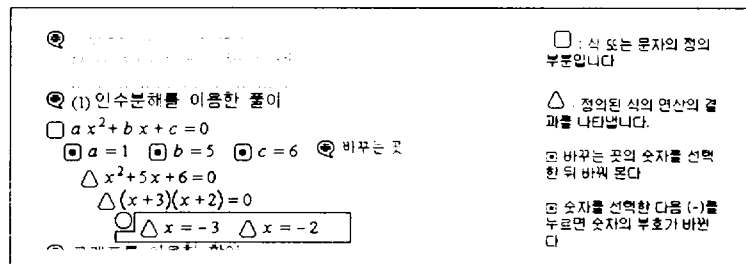 (1) 인수분해를 이용한 풀이
a x² + b x + c = 0
a = 1 b = 5 c = 6 바꾸는 곳
x² + 5 x + 6 = 0
(x + 3)(x + 2) = 0
x = - 3 x = - 2
: 식 또는 문자의 정의
부분입니다
: 정의된 식의 연산의 결
과를 나타냅니다.
바꾸는 곳의 숫자를 선택
한 뒤 바꿔 본다
숫자를 선택한 다음 (-)를
누르면 숫자의 부호가 바뀐
다